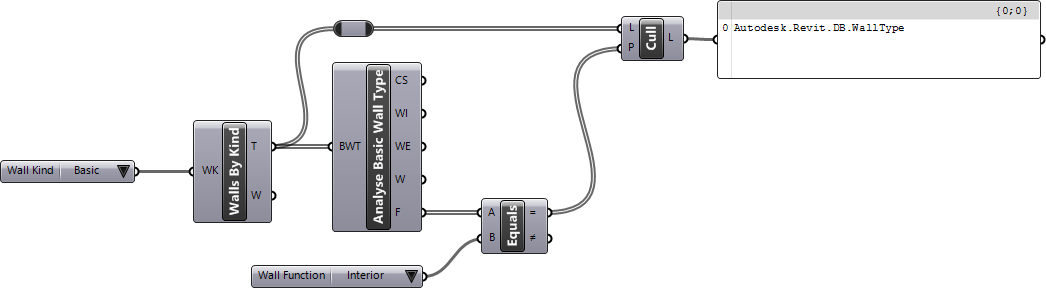 Wall Kind Basic
WK Walls By Kind T
W
BWT Analyse Basic Wall Type CS
WI
WE
W
F
Wall Function Interior
A Equals =
B ≠
L Cull L
P
{0;0}
0 Autodesk.Revit.DB.WallType